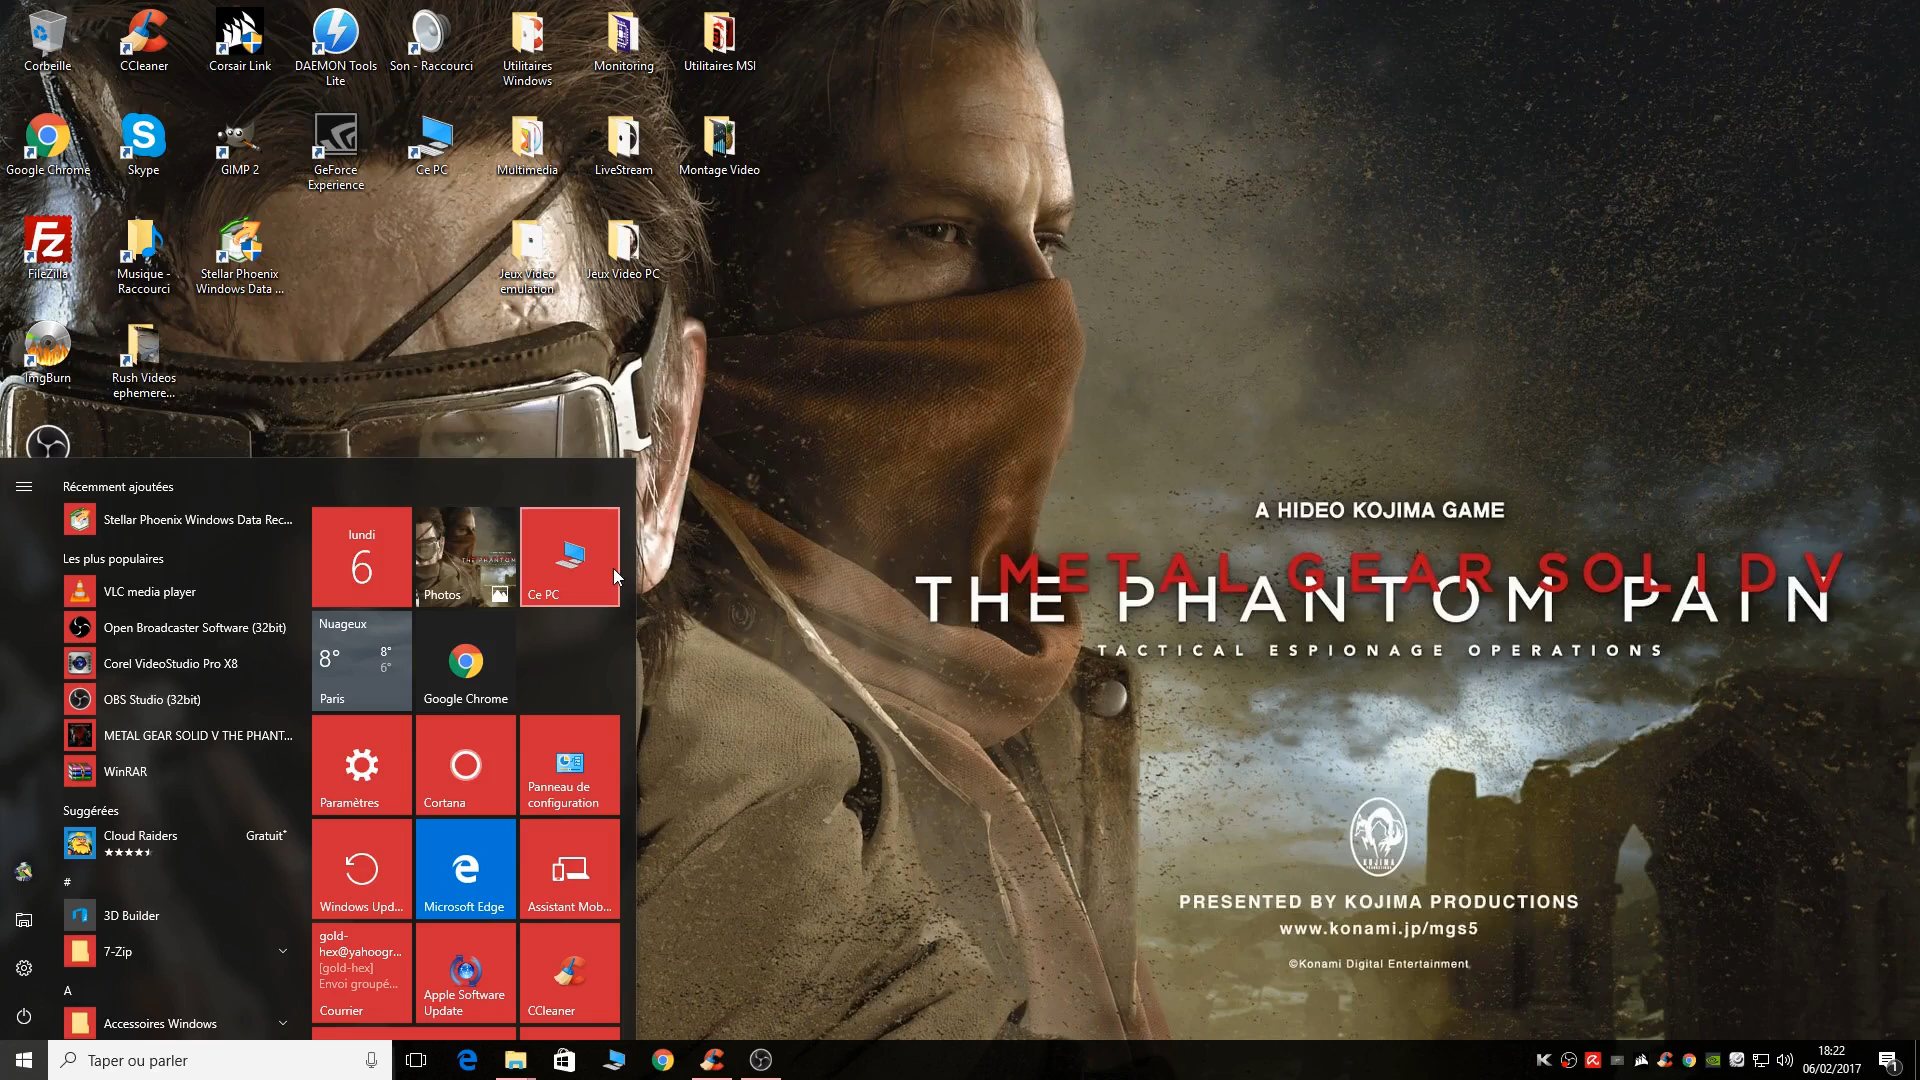 Corbeille
CCleaner
Corsair Link
DAEMON Tools
Lite
Son - Raccourci
Utilitaires
Windows
Monitoring
Utilitaires MSI
Google Chrome
Skype
GIMP 2
GeForce
Experience
Ce PC
Multimedia
LiveStream
Montage Video
FileZilla
Musique -
Raccourci
Stellar Phoenix
Windows Data ...
Jeux Video
emulation
Jeux Video PC
ImgBurn
Rush Videos
ephemere...
Récemment ajoutées
Stellar Phoenix Windows Data Rec...
Les plus populaires
VLC media player
Open Broadcaster Software (32bit)
Corel VideoStudio Pro X8
OBS Studio (32bit)
METAL GEAR SOLID V THE PHANT...
WinRAR
Suggérées
Cloud Raiders
Gratuit*
#
3D Builder
7-Zip
A
Accessoires Windows
lundi
6
Photos
Ce PC
Nuageux
8°
8°
6°
Paris
Google Chrome
Paramètres
Cortana
Panneau de
configuration
Windows Upd...
Microsoft Edge
Assistant Mob...
gold-
hex@yahoogr...
[gold-hex]
Envoi groupé...
Courrier
Apple Software
Update
CCleaner
A HIDEO KOJIMA GAME
METAL GEAR SOLID V
THE PHANTOM PAIN
TACTICAL ESPIONAGE OPERATIONS
KOJIMA
PRESENTED BY KOJIMA PRODUCTIONS
www.konami.jp/mgs5
©Konami Digital Entertainment
Taper ou parler
18:22
06/02/2017
1